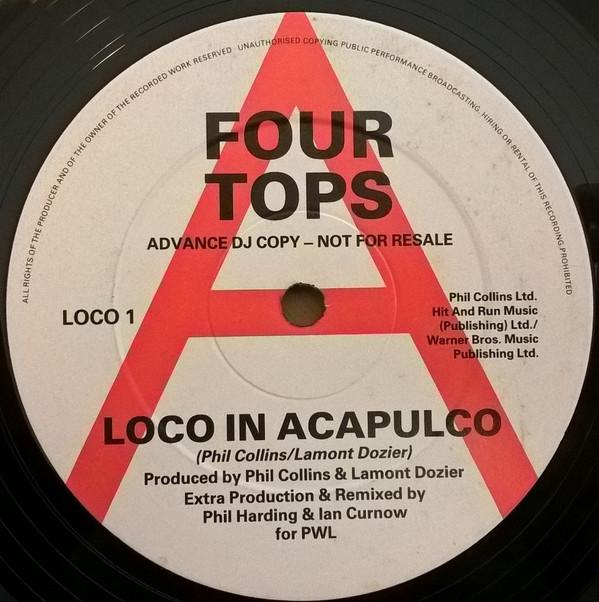 ALL RIGHTS OF THE PRODUCER AND OF THE OWNER OF THE RECORDED WORK RESERVED · UNAUTHORISED COPYING PUBLIC PERFORMANCE BROADCASTING, HIRING OR RENTAL OF THIS RECORDING PROHIBITED
FOUR
TOPS
ADVANCE DJ COPY – NOT FOR RESALE
LOCO 1
Phil Collins Ltd.
Hit And Run Music
(Publishing) Ltd./
Warner Bros. Music
Publishing Ltd.
LOCO IN ACAPULCO
(Phil Collins/Lamont Dozier)
Produced by Phil Collins & Lamont Dozier
Extra Production & Remixed by
Phil Harding & Ian Curnow
for PWL